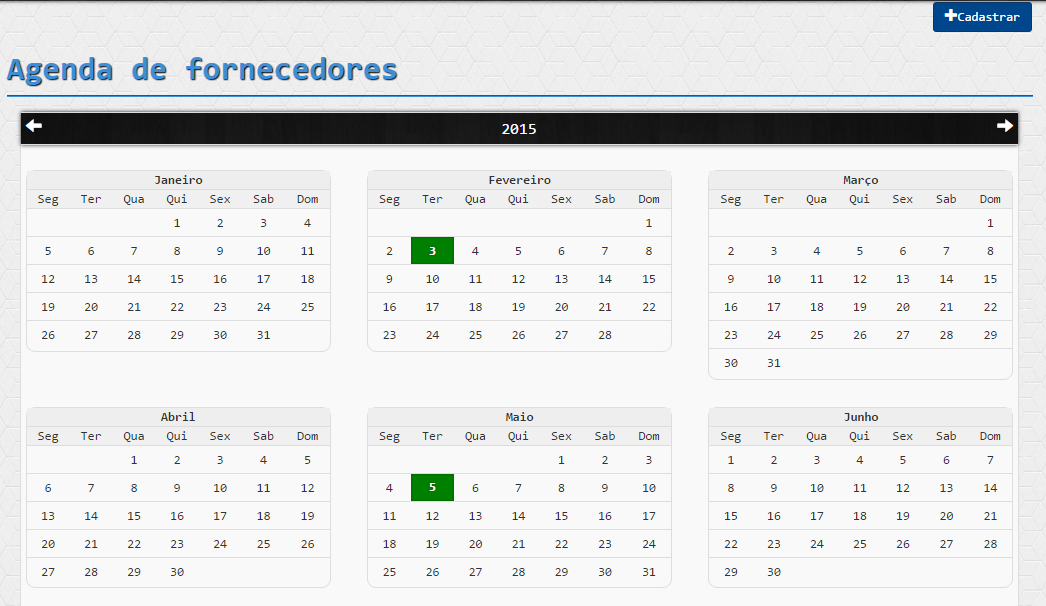 Cadastrar
Agenda de fornecedores
2015
Janeiro
Seg Ter Qua Qui Sex Sab Dom
1 2 3 4
5 6 7 8 9 10 11
12 13 14 15 16 17 18
19 20 21 22 23 24 25
26 27 28 29 30 31
Fevereiro
Seg Ter Qua Qui Sex Sab Dom
1
2 3 4 5 6 7 8
9 10 11 12 13 14 15
16 17 18 19 20 21 22
23 24 25 26 27 28
Março
Seg Ter Qua Qui Sex Sab Dom
1
2 3 4 5 6 7 8
9 10 11 12 13 14 15
16 17 18 19 20 21 22
23 24 25 26 27 28 29
30 31
Abril
Seg Ter Qua Qui Sex Sab Dom
1 2 3 4 5
6 7 8 9 10 11 12
13 14 15 16 17 18 19
20 21 22 23 24 25 26
27 28 29 30
Maio
Seg Ter Qua Qui Sex Sab Dom
1 2 3
4 5 6 7 8 9 10
11 12 13 14 15 16 17
18 19 20 21 22 23 24
25 26 27 28 29 30 31
Junho
Seg Ter Qua Qui Sex Sab Dom
1 2 3 4 5 6 7
8 9 10 11 12 13 14
15 16 17 18 19 20 21
22 23 24 25 26 27 28
29 30